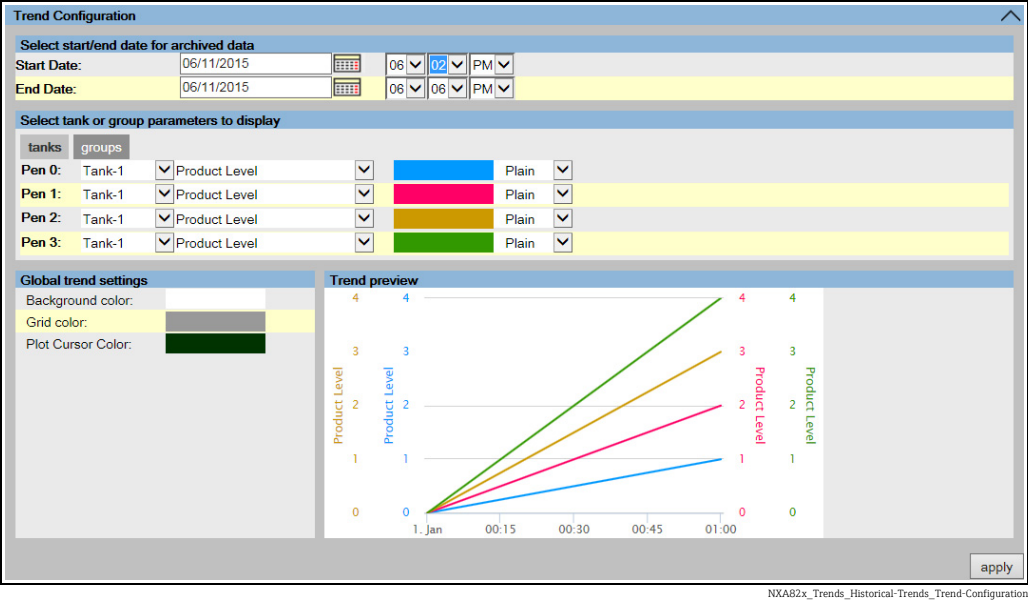 Trend Configuration
Select start/end date for archived data
Start Date: 06/11/2015 06 02 PM
End Date: 06/11/2015 06 06 PM
Select tank or group parameters to display
tanks groups
Pen 0: Tank-1 Product Level Plain
Pen 1: Tank-1 Product Level Plain
Pen 2: Tank-1 Product Level Plain
Pen 3: Tank-1 Product Level Plain
Global trend settings
Background color:
Grid color:
Plot Cursor Color:
Trend preview
4 4 4 4
3 3 3 3
Product Level Product Level Product Level Product Level
2 2 2 2
1 1 1 1
0 0 0 0
1. Jan 00:15 00:30 00:45 01:00
apply
NXA82x_Trends_Historical-Trends_Trend-Configuration